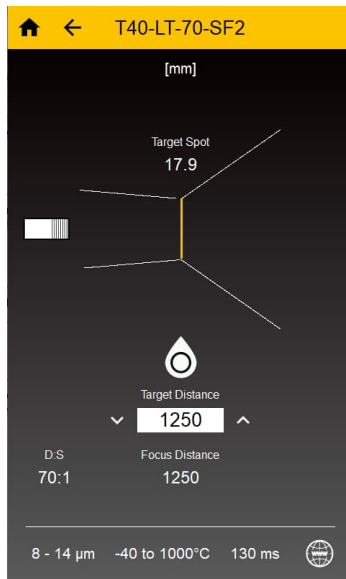 T40-LT-70-SF2
[mm]
Target Spot
17.9
Target Distance
1250
D:S
Focus Distance
70:1
1250
8 - 14 µm
-40 to 1000°C
130 ms
www